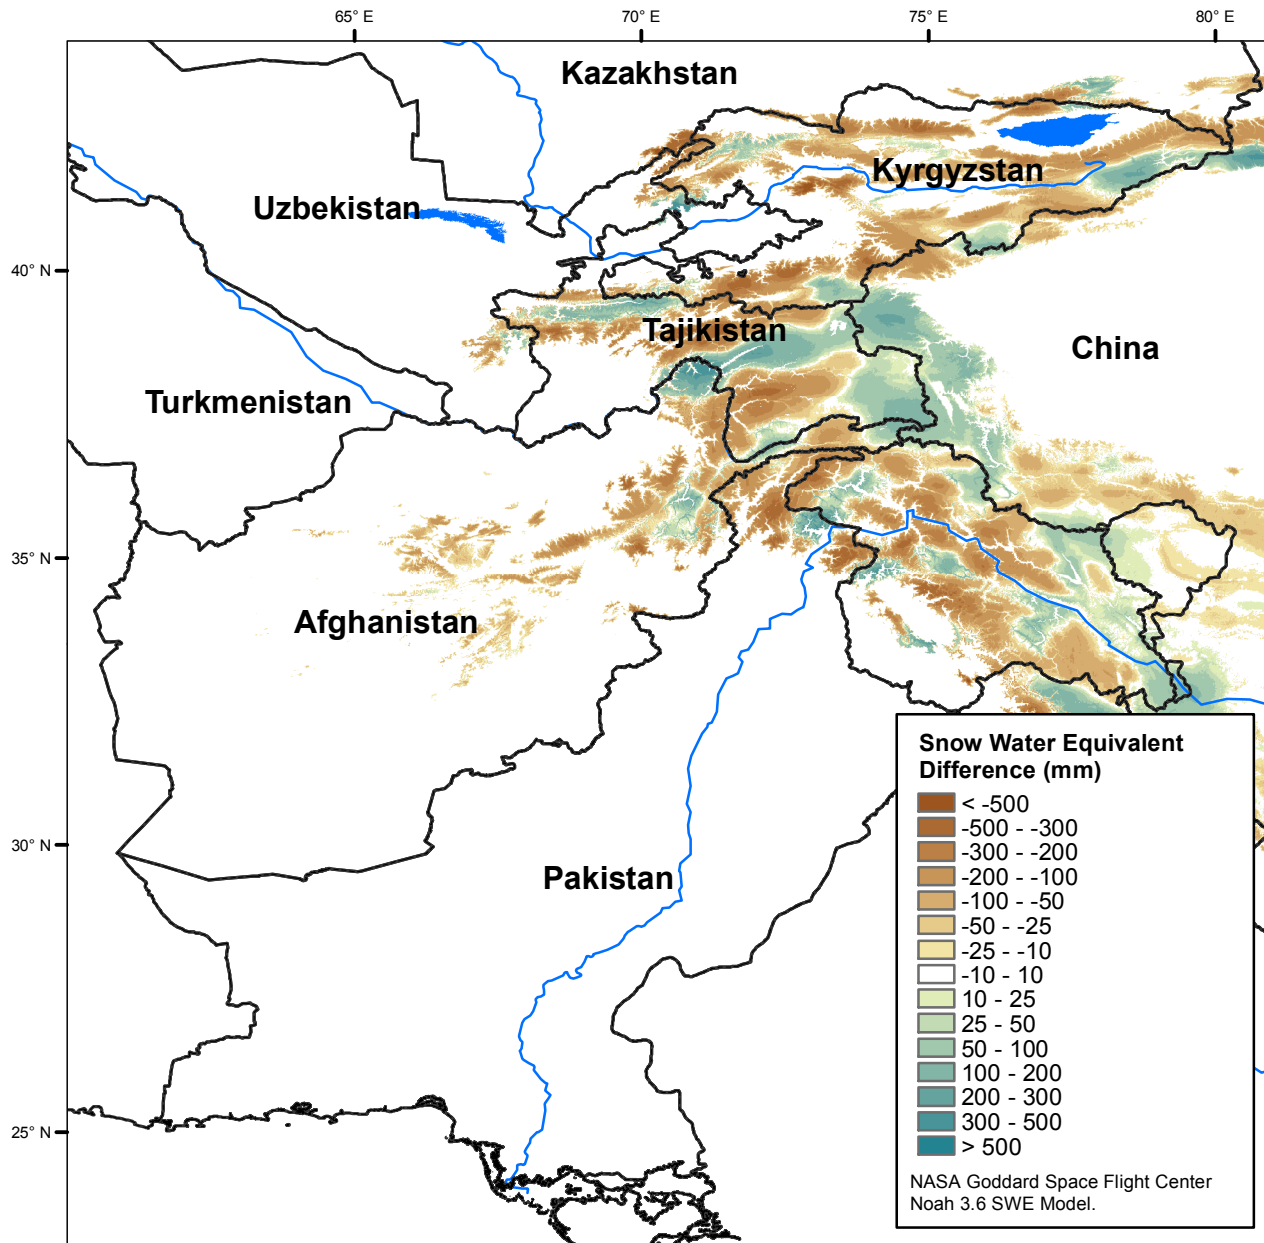 65° E
70° E
75° E
80° E
Kazakhstan
Kyrgyzstan
Uzbekistan
40° N
Tajikistan
China
Turkmenistan
35° N
Afghanistan
30° N
Pakistan
25° N
Snow Water Equivalent
Difference (mm)
< -500
-500 - -300
-300 - -200
-200 - -100
-100 - -50
-50 - -25
-25 - -10
-10 - 10
10 - 25
25 - 50
50 - 100
100 - 200
200 - 300
300 - 500
> 500
NASA Goddard Space Flight Center
Noah 3.6 SWE Model.